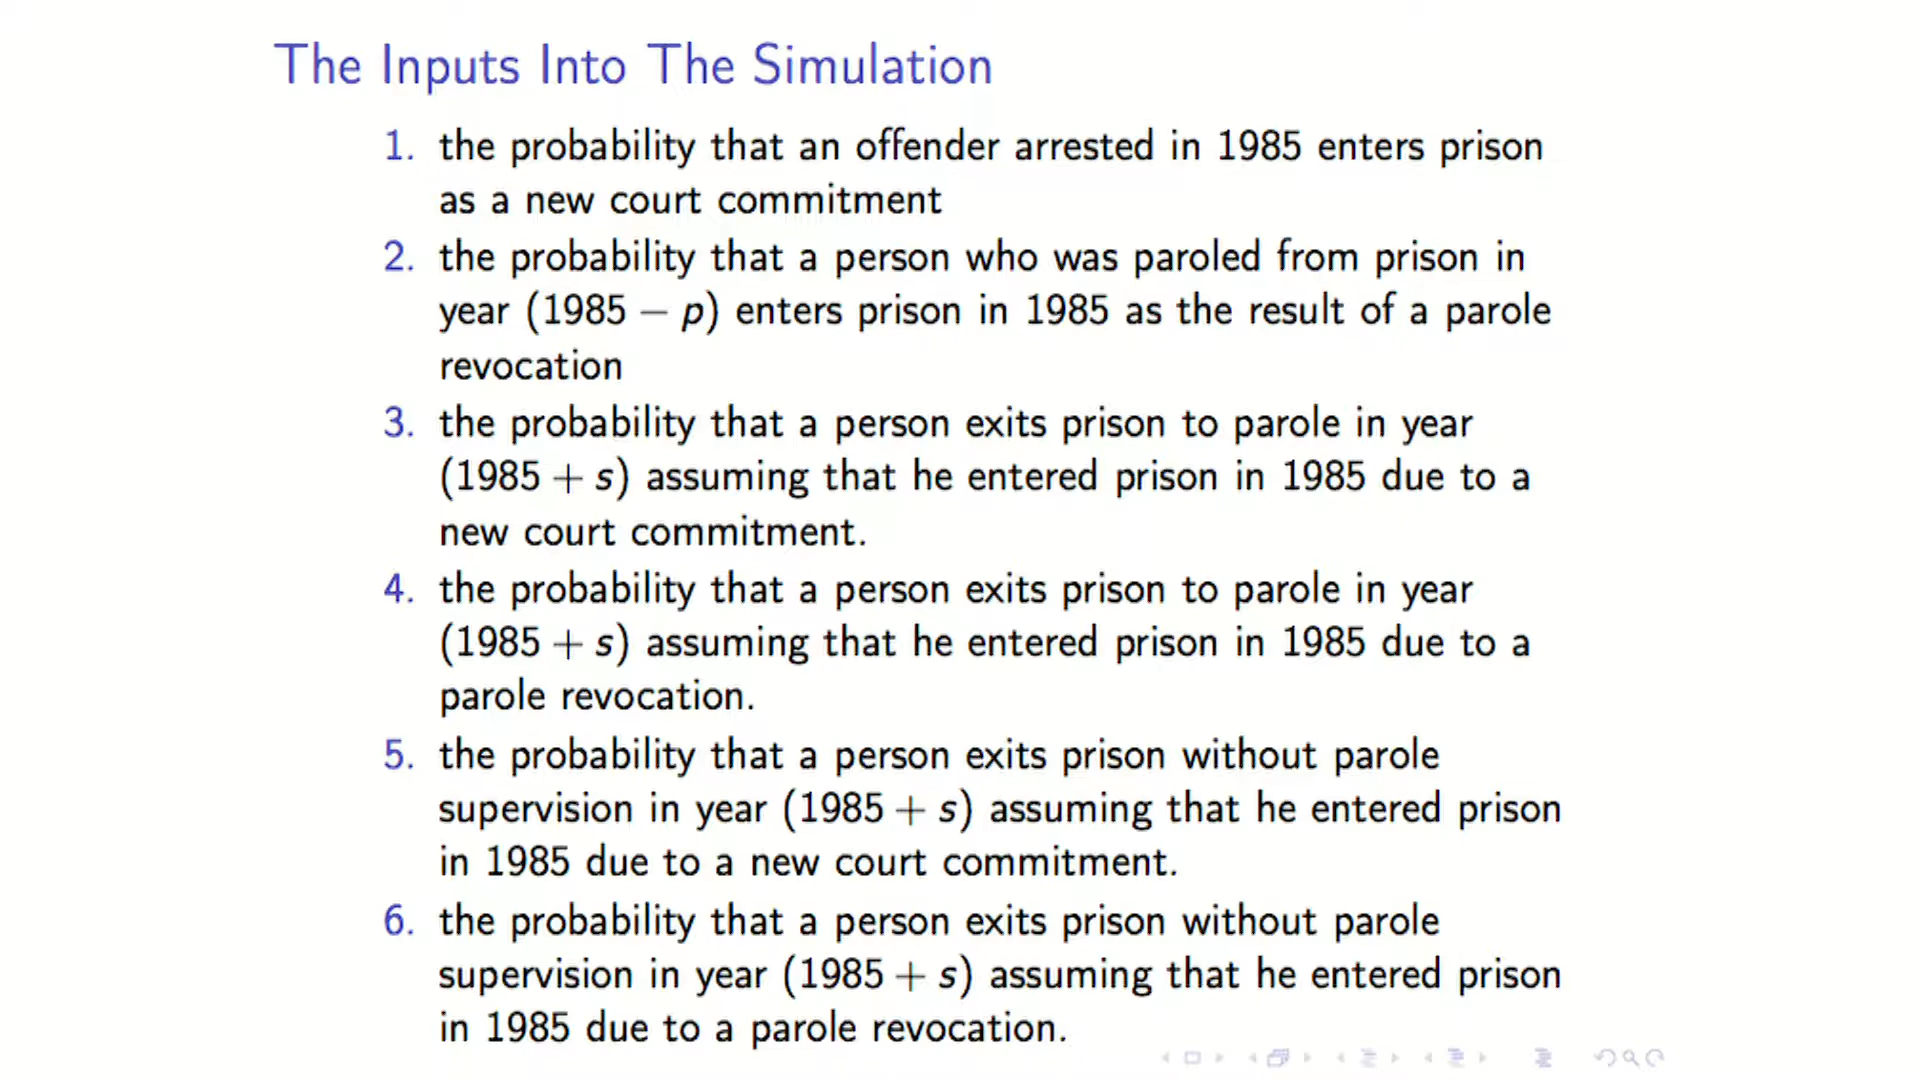 The Inputs Into The Simulation
1. the probability that an offender arrested in 1985 enters prison
as a new court commitment
2. the probability that a person who was paroled from prison in
year (1985 − p) enters prison in 1985 as the result of a parole
revocation
3. the probability that a person exits prison to parole in year
(1985 + s) assuming that he entered prison in 1985 due to a
new court commitment.
4. the probability that a person exits prison to parole in year
(1985 + s) assuming that he entered prison in 1985 due to a
parole revocation.
5. the probability that a person exits prison without parole
supervision in year (1985 + s) assuming that he entered prison
in 1985 due to a new court commitment.
6. the probability that a person exits prison without parole
supervision in year (1985 + s) assuming that he entered prison
in 1985 due to a parole revocation.